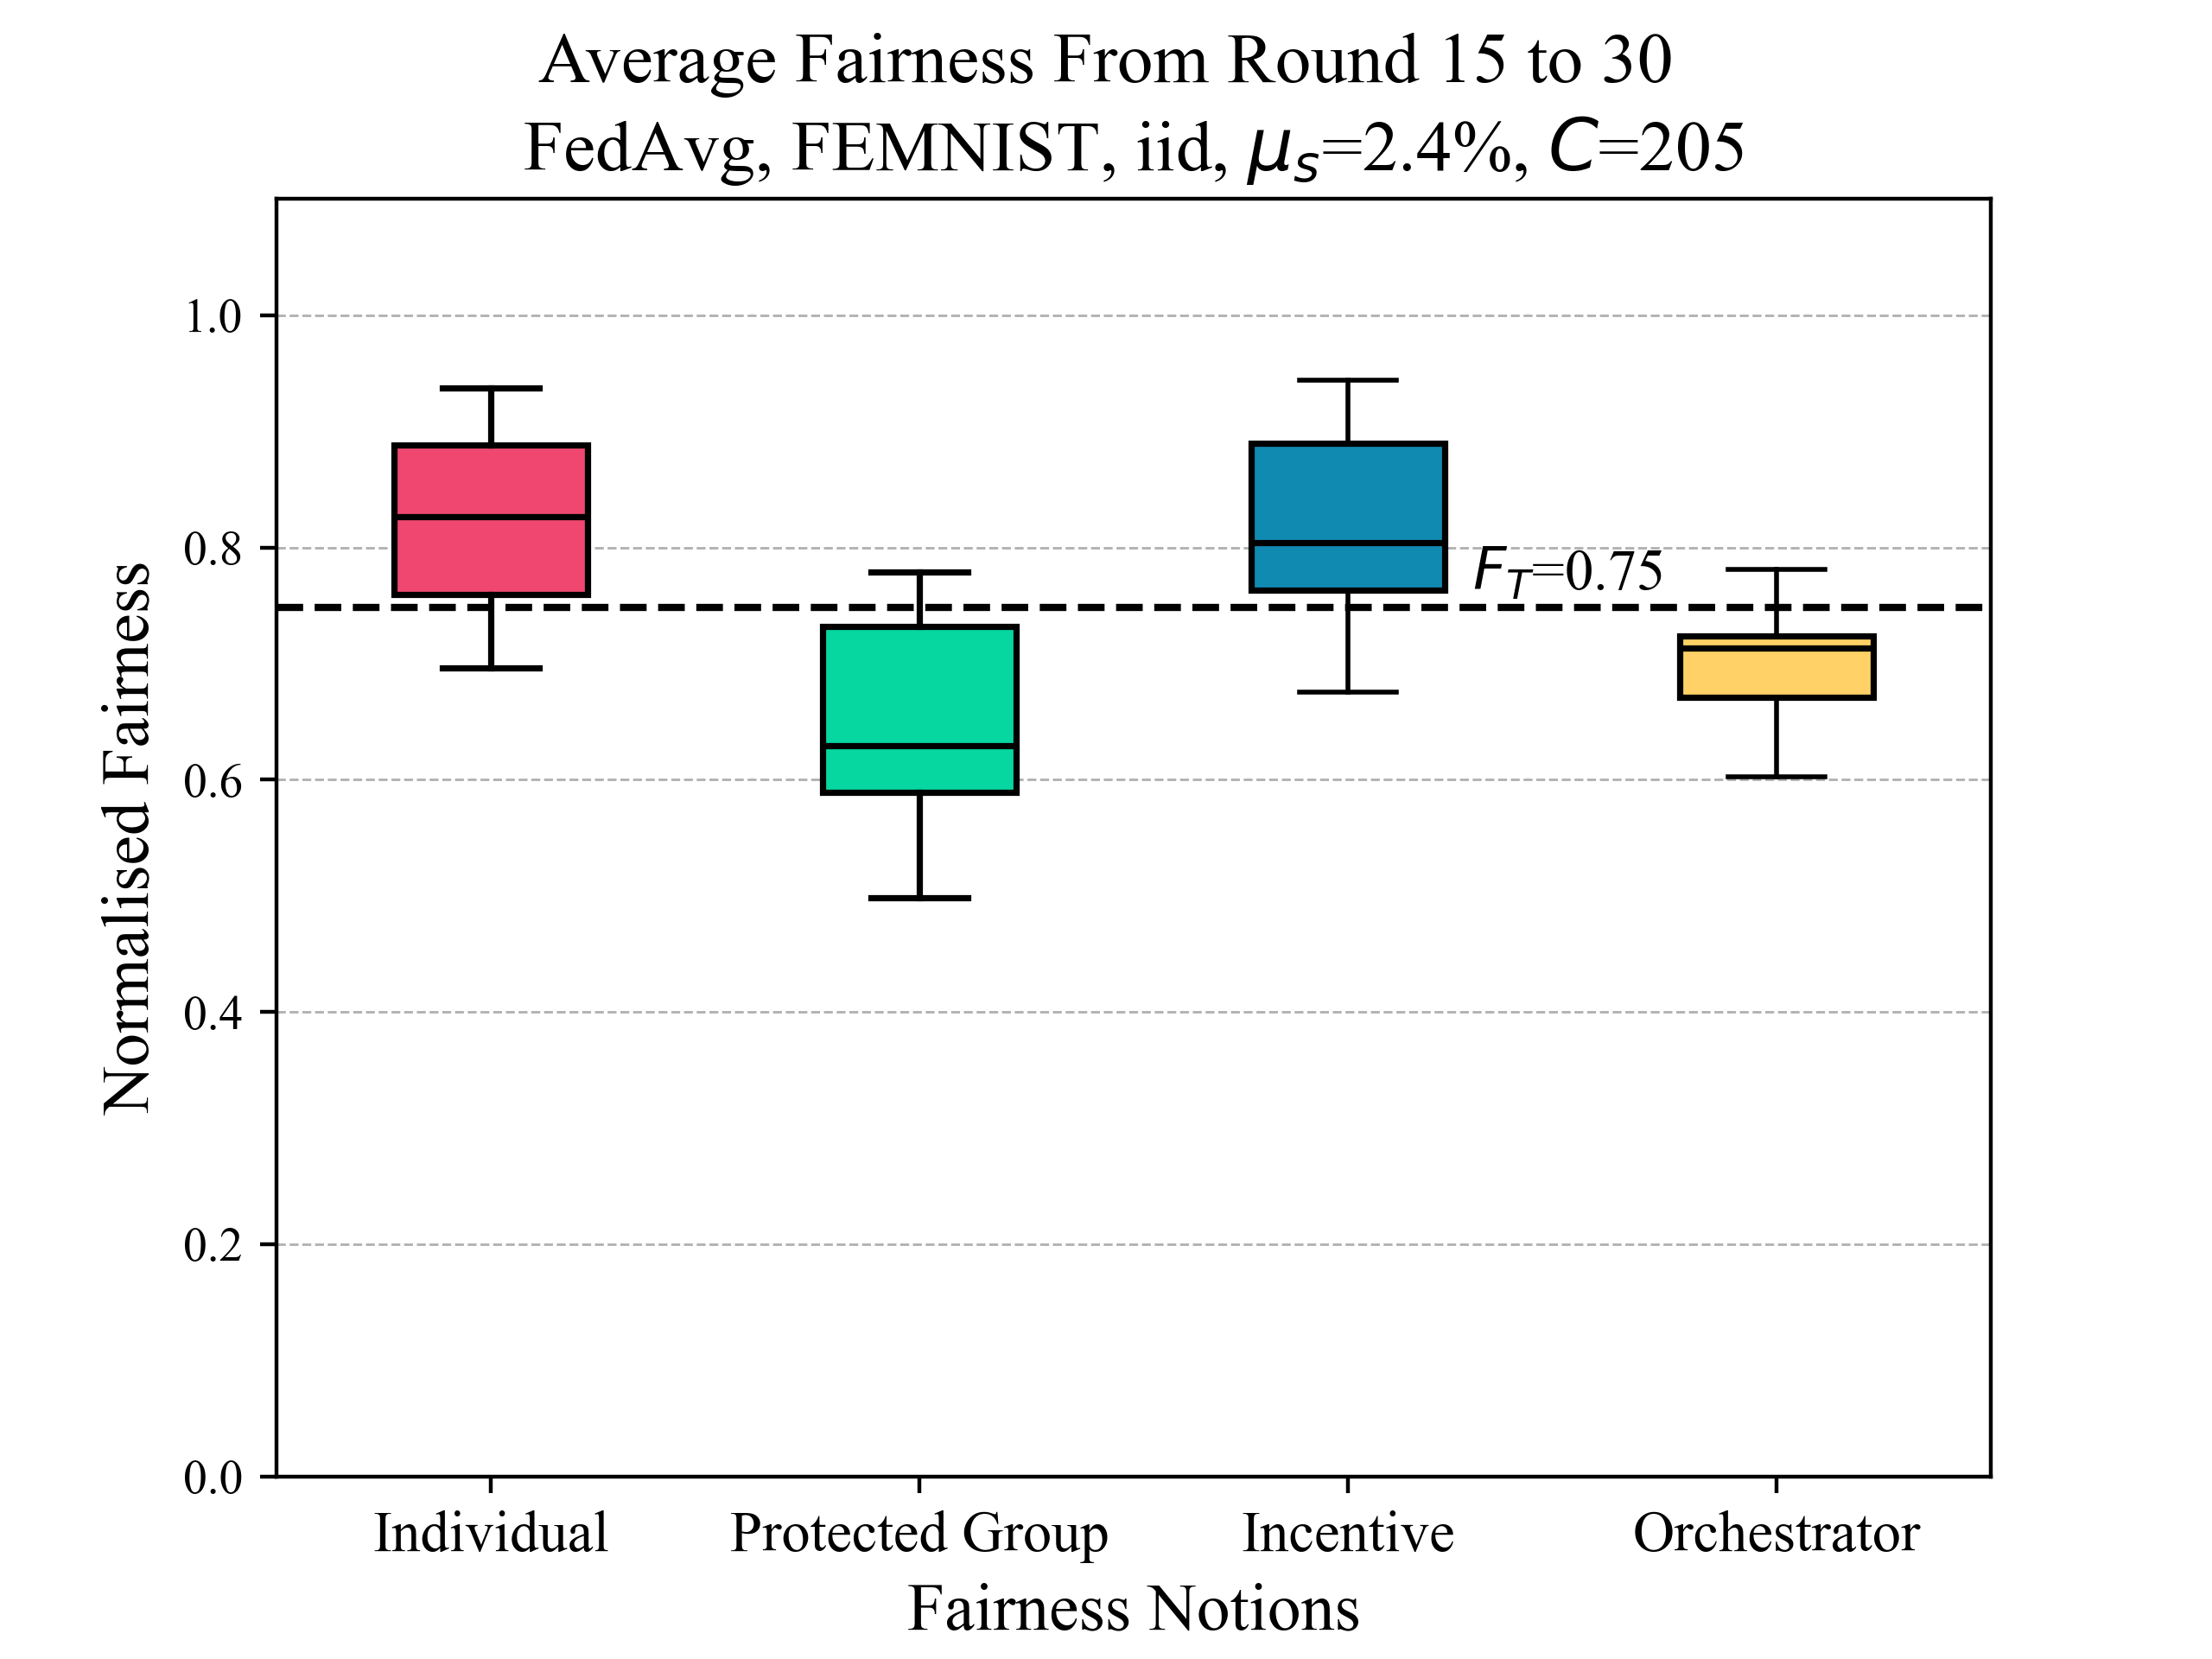 Average Fairness From Round 15 to 30
FedAvg, FEMNIST, iid, μₛ=2.4%, C=205
Normalised Fairness
1.0
0.8
0.6
0.4
0.2
0.0
F_T=0.75
Individual Protected Group Incentive Orchestrator
Fairness Notions